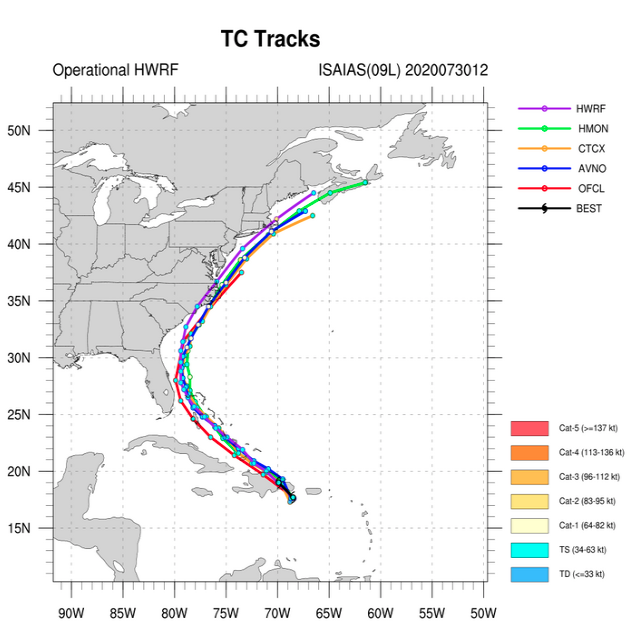 TC Tracks
Operational HWRF ISAIAS(09L) 2020073012
HWRF
HMON
CTCX
AVNO
OFCL
BEST
50N
45N
40N
35N
30N
25N
20N
15N
Cat-5 (>=137 kt)
Cat-4 (113-136 kt)
Cat-3 (96-112 kt)
Cat-2 (83-95 kt)
Cat-1 (64-82 kt)
TS (34-63 kt)
TD (<=33 kt)
90W 85W 80W 75W 70W 65W 60W 55W 50W